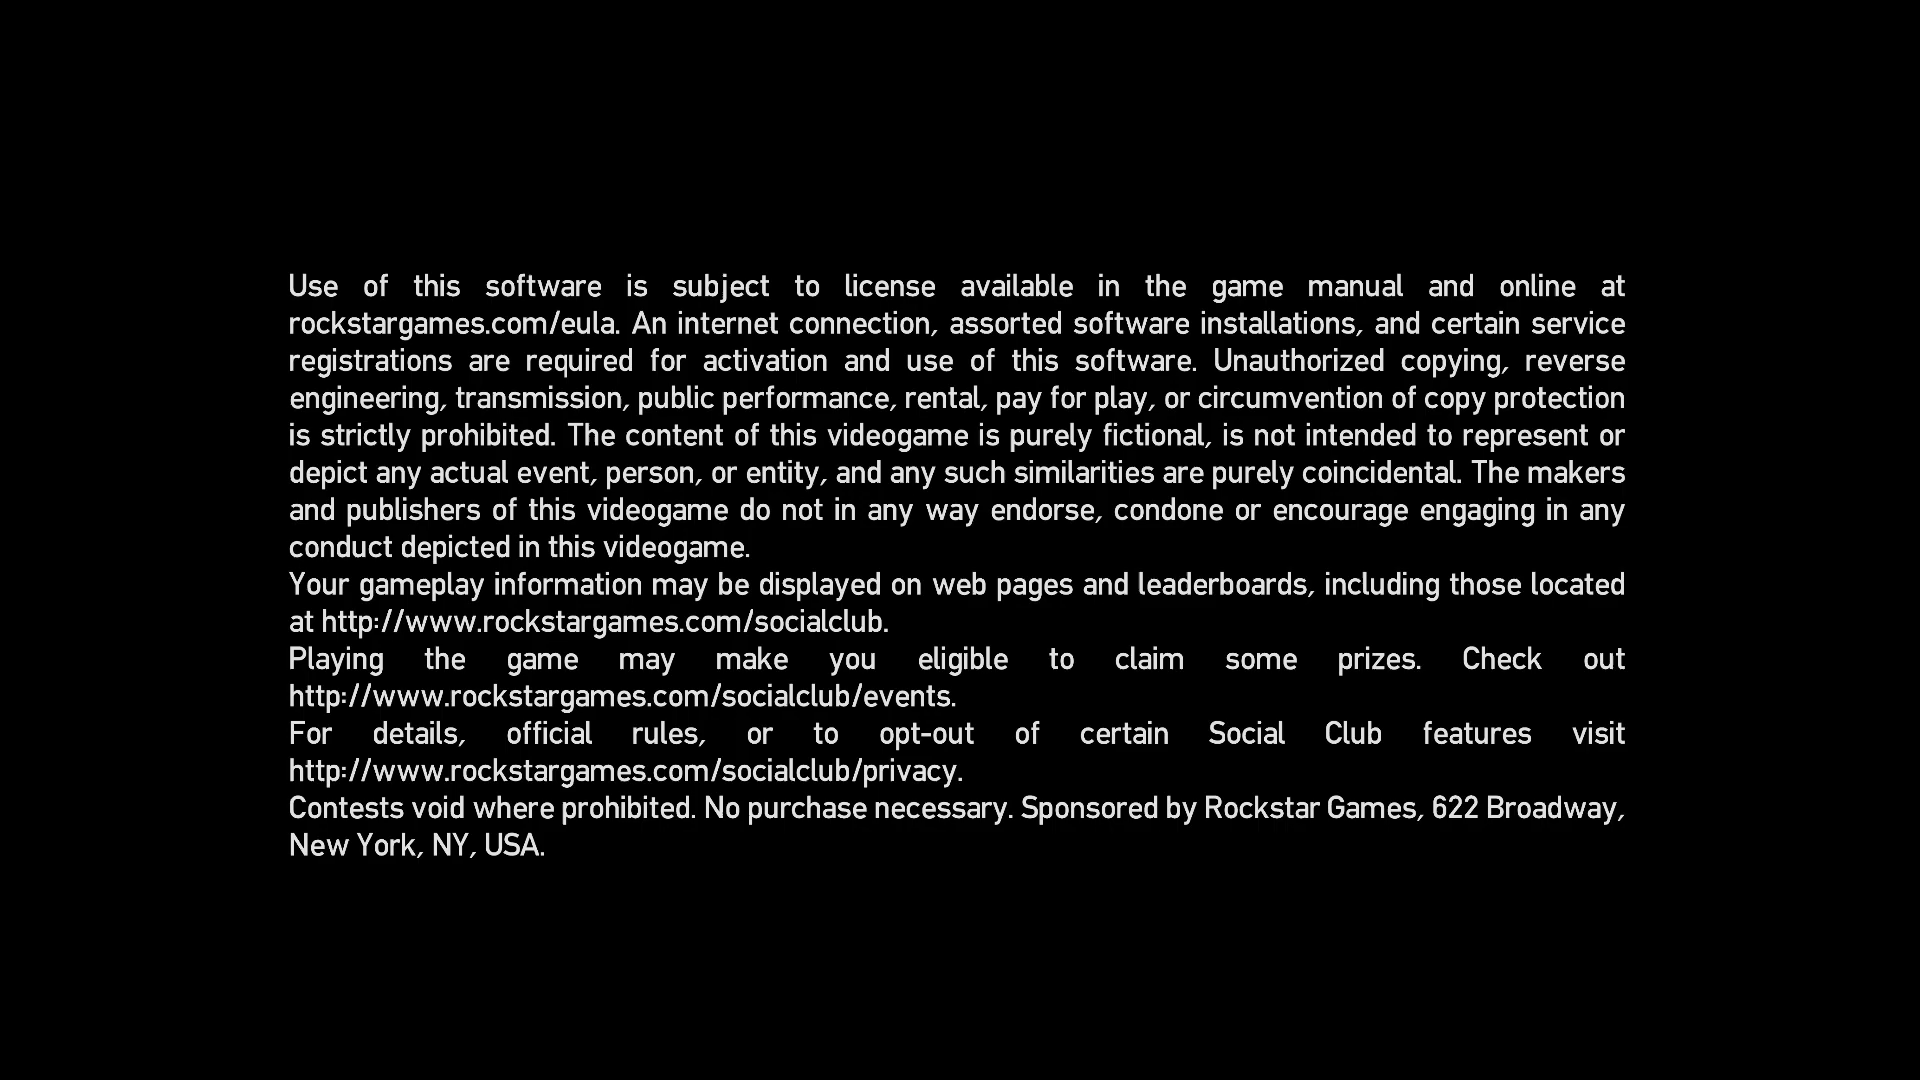 Use of this software is subject to license available in the game manual and online at
rockstargames.com/eula. An internet connection, assorted software installations, and certain service
registrations are required for activation and use of this software. Unauthorized copying, reverse
engineering, transmission, public performance, rental, pay for play, or circumvention of copy protection
is strictly prohibited. The content of this videogame is purely fictional, is not intended to represent or
depict any actual event, person, or entity, and any such similarities are purely coincidental. The makers
and publishers of this videogame do not in any way endorse, condone or encourage engaging in any
conduct depicted in this videogame.
Your gameplay information may be displayed on web pages and leaderboards, including those located
at http://www.rockstargames.com/socialclub.
Playing the game may make you eligible to claim some prizes. Check out
http://www.rockstargames.com/socialclub/events.
For details, official rules, or to opt-out of certain Social Club features visit
http://www.rockstargames.com/socialclub/privacy.
Contests void where prohibited. No purchase necessary. Sponsored by Rockstar Games, 622 Broadway,
New York, NY, USA.